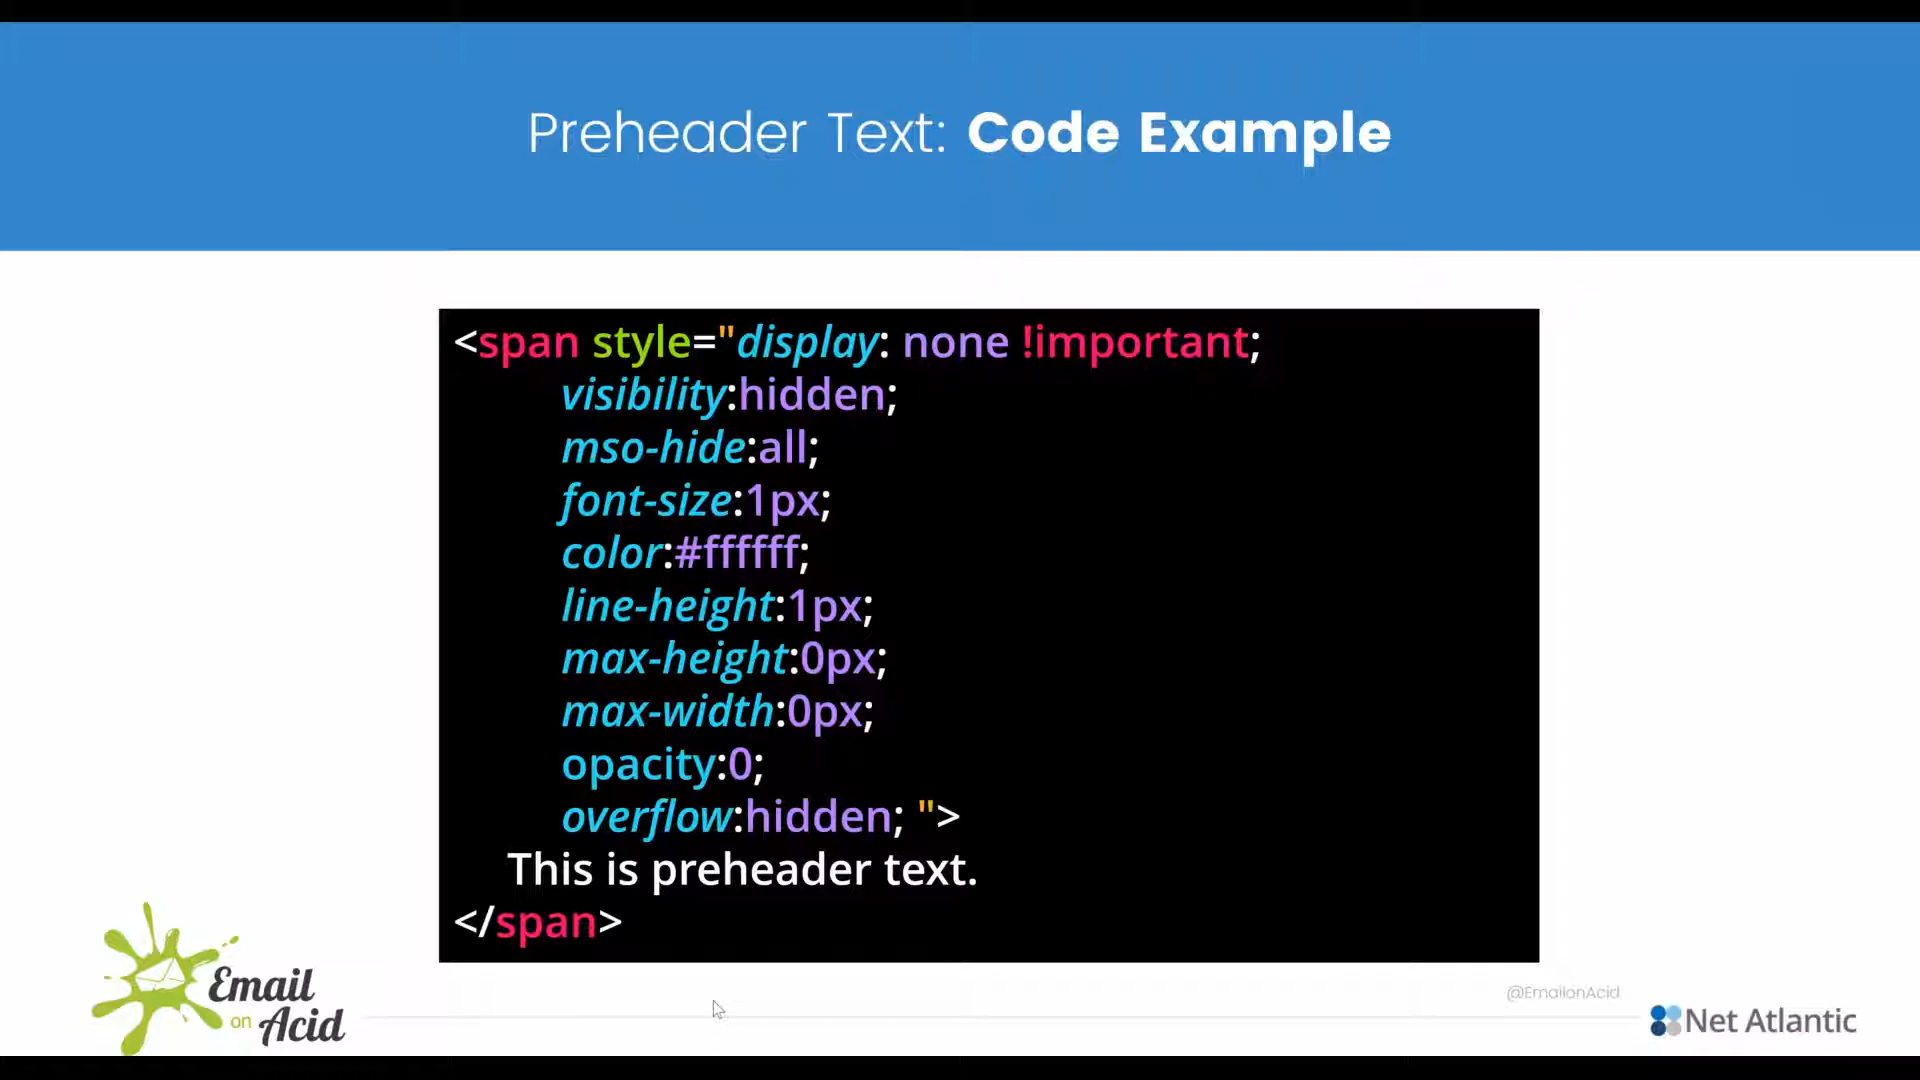 Preheader Text: Code Example
<span style="display: none !important;
visibility:hidden;
mso-hide:all;
font-size:1px;
color:#ffffff;
line-height:1px;
max-height:0px;
max-width:0px;
opacity:0;
overflow:hidden; ">
This is preheader text.
</span>
Email
on Acid
@EmailonAcid
Net Atlantic